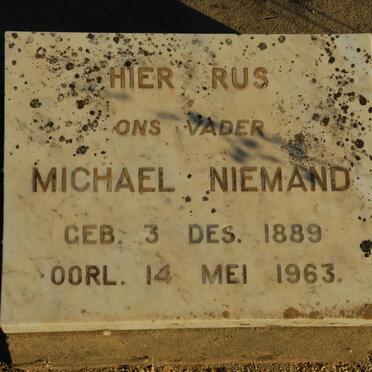 HIER RUS
ONS VADER
MICHAEL NIEMAND
GEB. 3 DES. 1889
OORL. 14 MEI 1963.